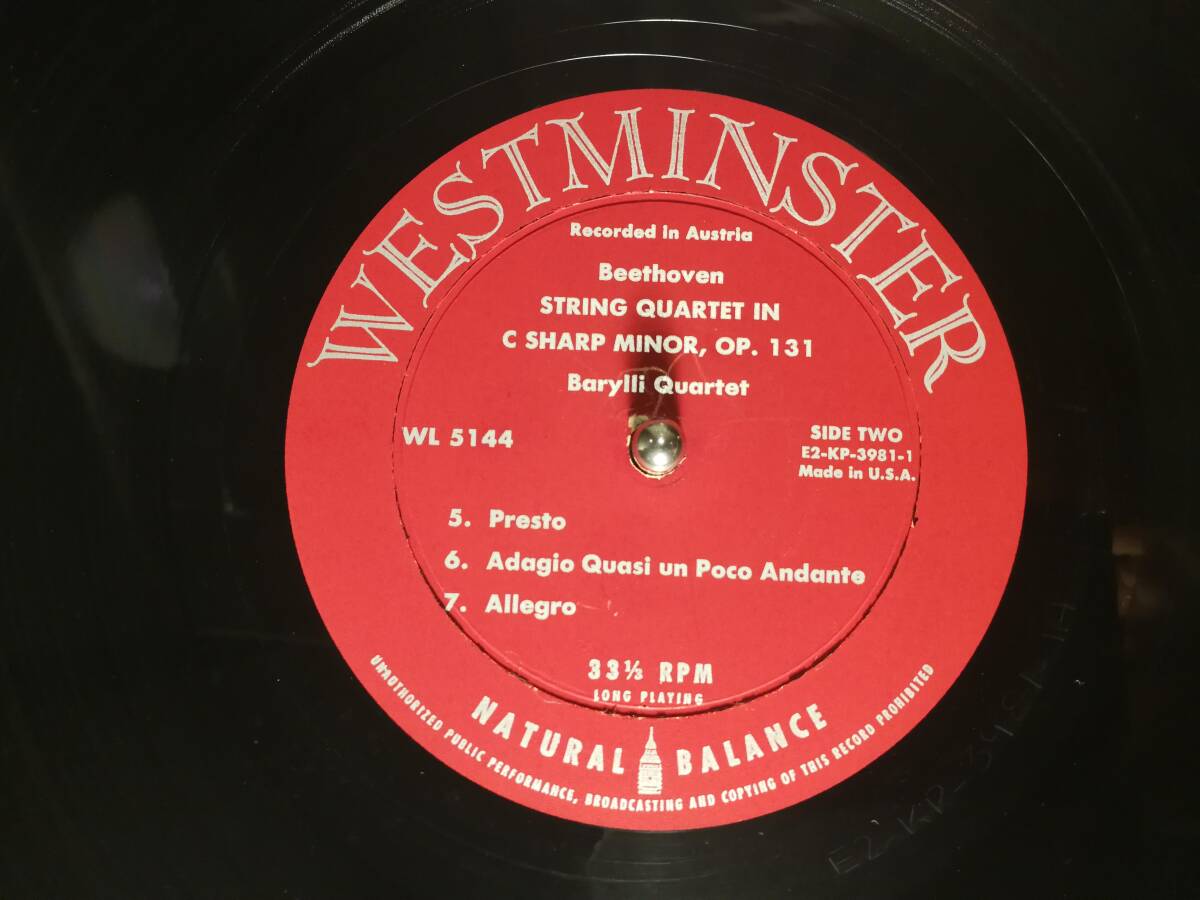 WESTMINSTER
Recorded in Austria
Beethoven
STRING QUARTET IN
C SHARP MINOR, OP. 131
Barylli Quartet
WL 5144
SIDE TWO
E2-KP-3981-1
Made in U.S.A.
5. Presto
6. Adagio Quasi un Poco Andante
7. Allegro
33⅓ RPM
LONG PLAYING
NATURAL BALANCE
UNAUTHORIZED PUBLIC PERFORMANCE, BROADCASTING AND COPYING OF THIS RECORD PROHIBITED
E2-KP-